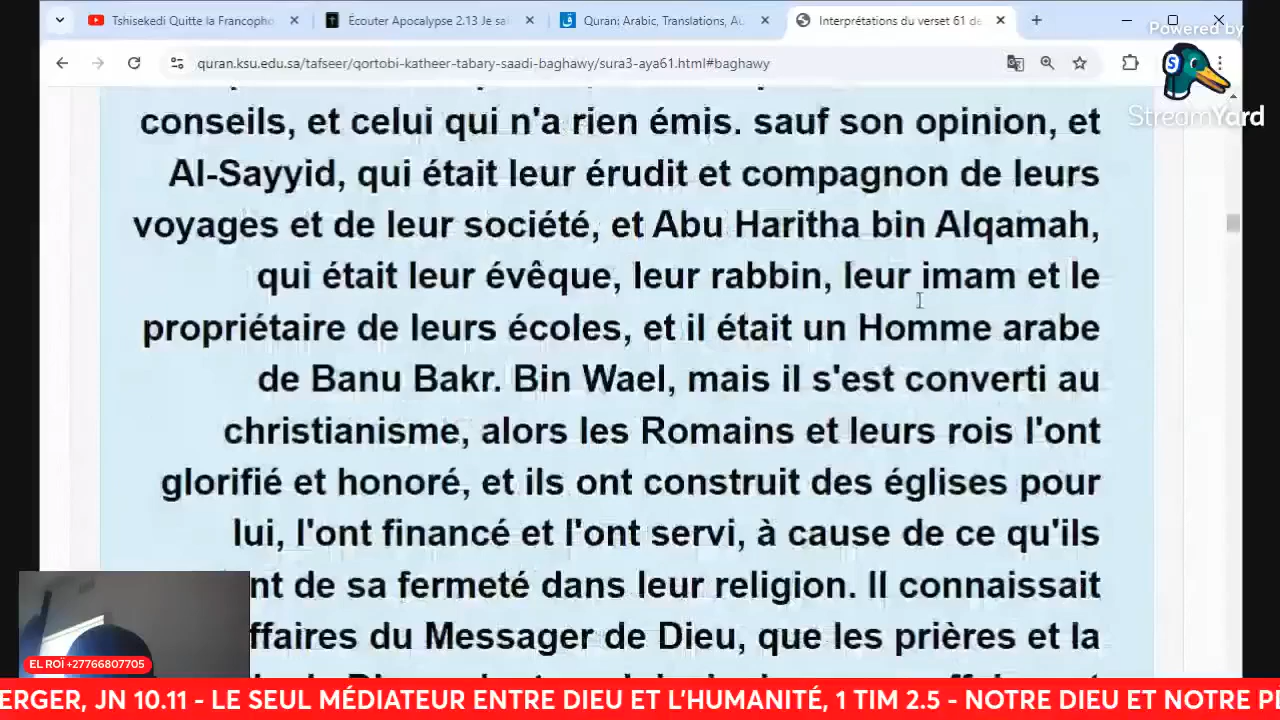 Tshisekedi Quitte la Francopho
Écouter Apocalypse 2.13 Je sa
Quran: Arabic, Translations, Au
Interprétations du verset 61 de
Powered by
quran.ksu.edu.sa/tafseer/qortobi-katheer-tabary-saadi-baghawy/sura3-aya61.html#baghawy
StreamYard
conseils, et celui qui n'a rien émis. sauf son opinion, et
Al-Sayyid, qui était leur érudit et compagnon de leurs
voyages et de leur société, et Abu Haritha bin Alqamah,
qui était leur évêque, leur rabbin, leur imam et le
propriétaire de leurs écoles, et il était un Homme arabe
de Banu Bakr. Bin Wael, mais il s'est converti au
christianisme, alors les Romains et leurs rois l'ont
glorifié et honoré, et ils ont construit des églises pour
lui, l'ont financé et l'ont servi, à cause de ce qu'ils
nt de sa fermeté dans leur religion. Il connaissait
ffaires du Messager de Dieu, que les prières et la
EL ROÏ +27766807705
ERGER, JN 10.11 - LE SEUL MÉDIATEUR ENTRE DIEU ET L'HUMANITÉ, 1 TIM 2.5 - NOTRE DIEU ET NOTRE PE